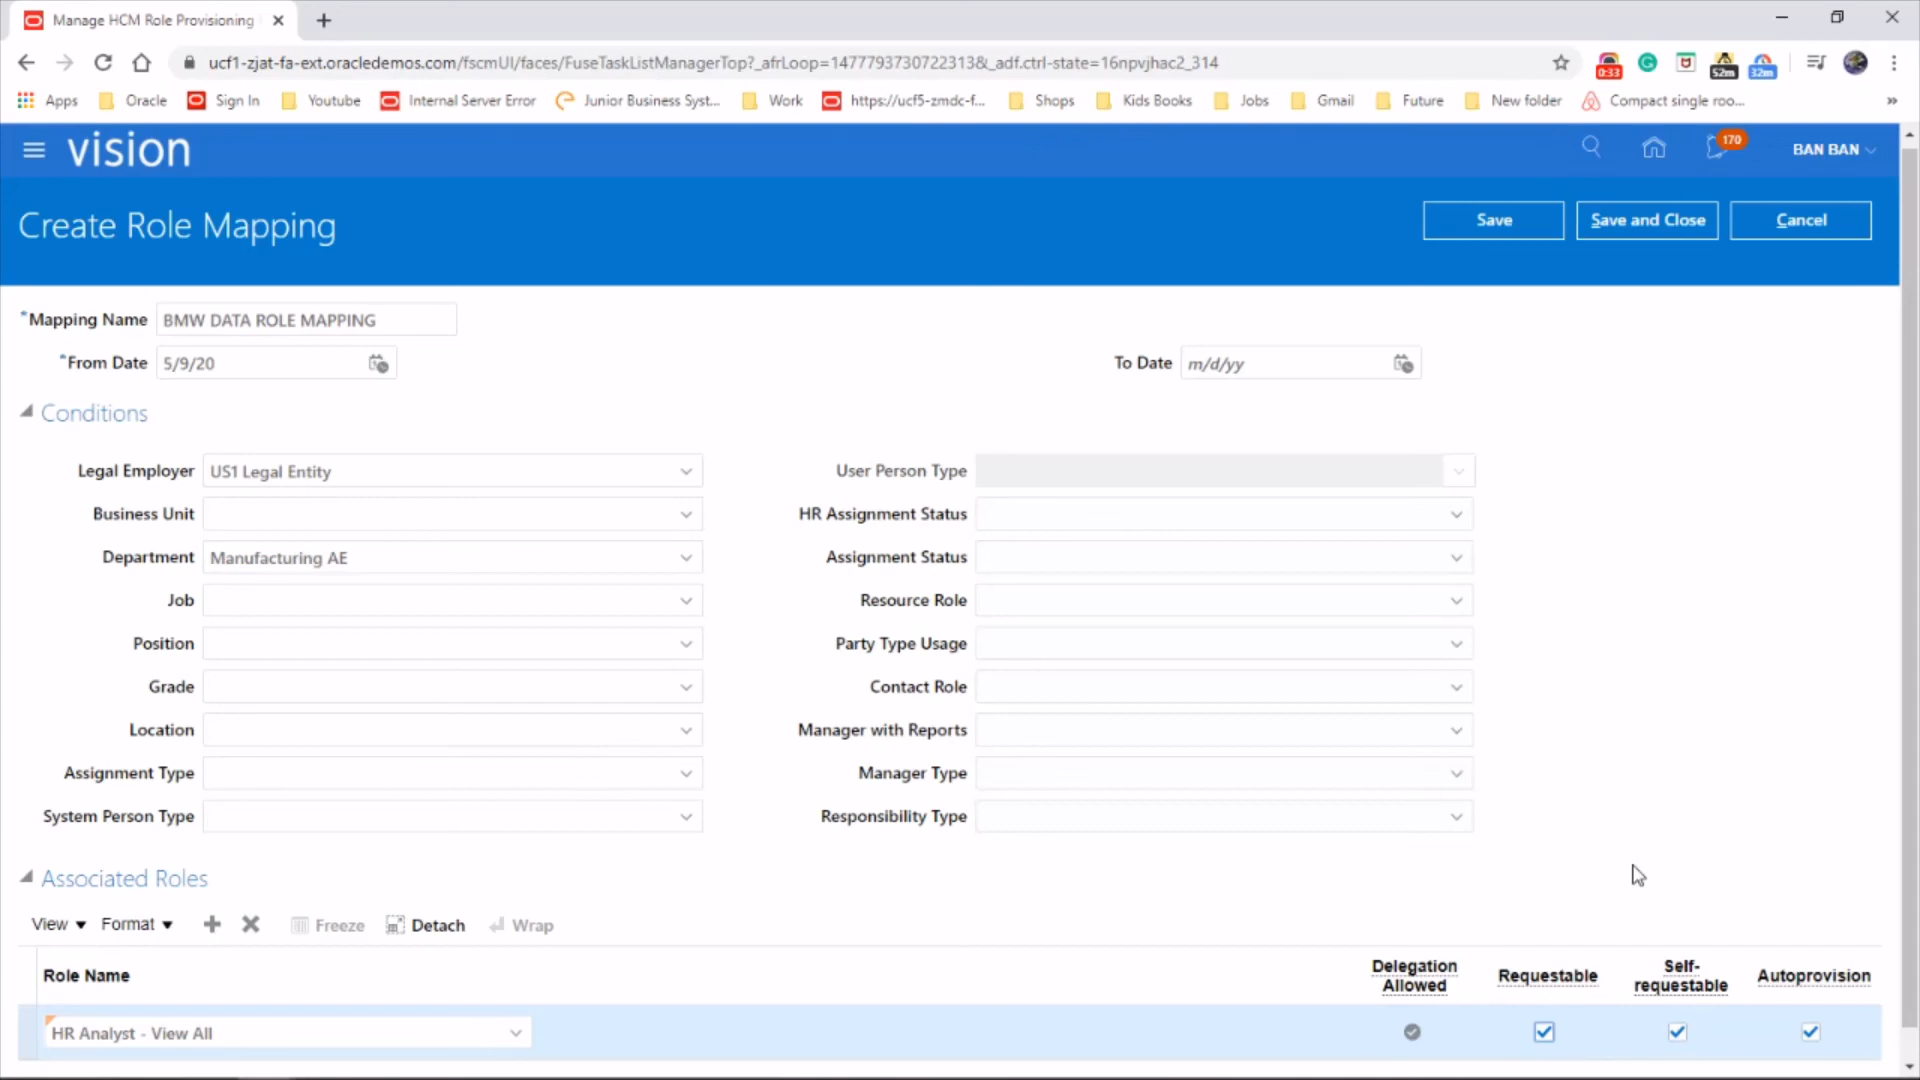 Manage HCM Role Provisioning
ucf1-zjat-fa-ext.oracledemos.com/fscmUI/faces/FuseTaskListManagerTop?_afrLoop=1477793730722313&_adf.ctrl-state=16npvjhac2_314
0:33
52m
32m
Apps Oracle Sign In Youtube Internal Server Error Junior Business Syst... Work https://ucf5-zmdc-f... Shops Kids Books Jobs Gmail Future New folder Compact single roo... »
vision
170
BAN BAN
Create Role Mapping
Save Save and Close Cancel
*Mapping Name BMW DATA ROLE MAPPING
*From Date 5/9/20 To Date m/d/yy
Conditions
Legal Employer US1 Legal Entity User Person Type
Business Unit HR Assignment Status
Department Manufacturing AE Assignment Status
Job Resource Role
Position Party Type Usage
Grade Contact Role
Location Manager with Reports
Assignment Type Manager Type
System Person Type Responsibility Type
Associated Roles
View Format Freeze Detach Wrap
Role Name Delegation Allowed Requestable Self-requestable Autoprovision
HR Analyst - View All